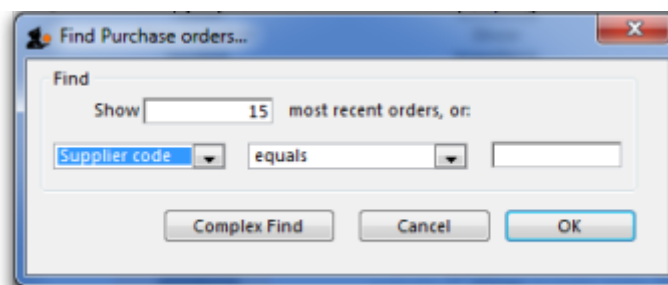 Find Purchase orders...
Find
Show 15 most recent orders, or:
Supplier code equals
Complex Find Cancel OK